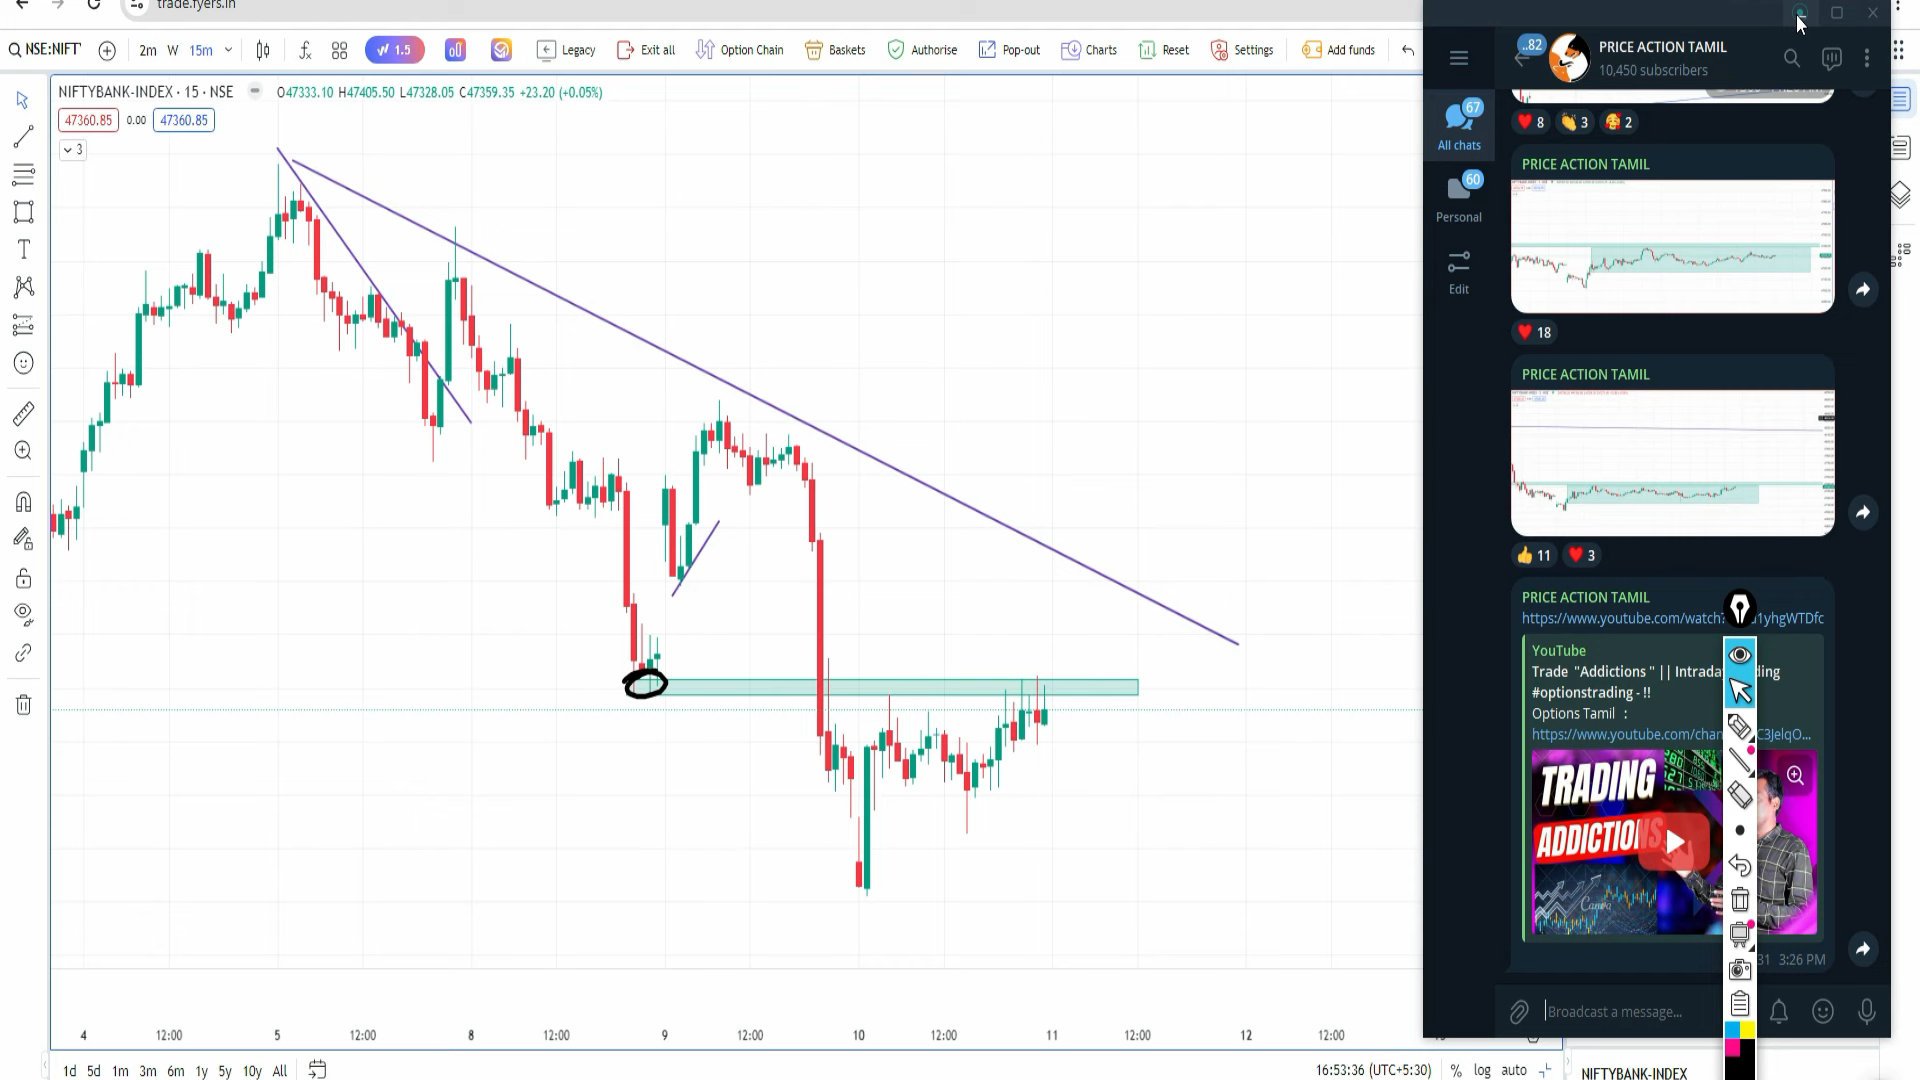 trade.fyers.in
NSE:NIFT
2m W 15m
1.5
Legacy
Exit all
Option Chain
Baskets
Authorise
Pop-out
Charts
Reset
Settings
Add funds
NIFTYBANK-INDEX · 15 · NSE
O47333.10 H47405.50 L47328.05 C47359.35 +23.20 (+0.05%)
47360.85 0.00 47360.85
3
4 12:00 5 12:00 8 12:00 9 12:00 10 12:00 11 12:00 12 12:00
1d 5d 1m 3m 6m 1y 5y 10y All
16:53:36 (UTC+5:30) % log auto
NIFTYBANK-INDEX
..82
PRICE ACTION TAMIL
10,450 subscribers
67
All chats
60
Personal
Edit
8 3 2
PRICE ACTION TAMIL
18
PRICE ACTION TAMIL
11 3
PRICE ACTION TAMIL
https://www.youtube.com/watch?
YouTube
Trade "Addictions " || Intrada
#optionstrading - !!
Options Tamil :
https://www.youtube.com/chan
TRADING
ADDICTIONS
Canva
3:26 PM
Broadcast a message...